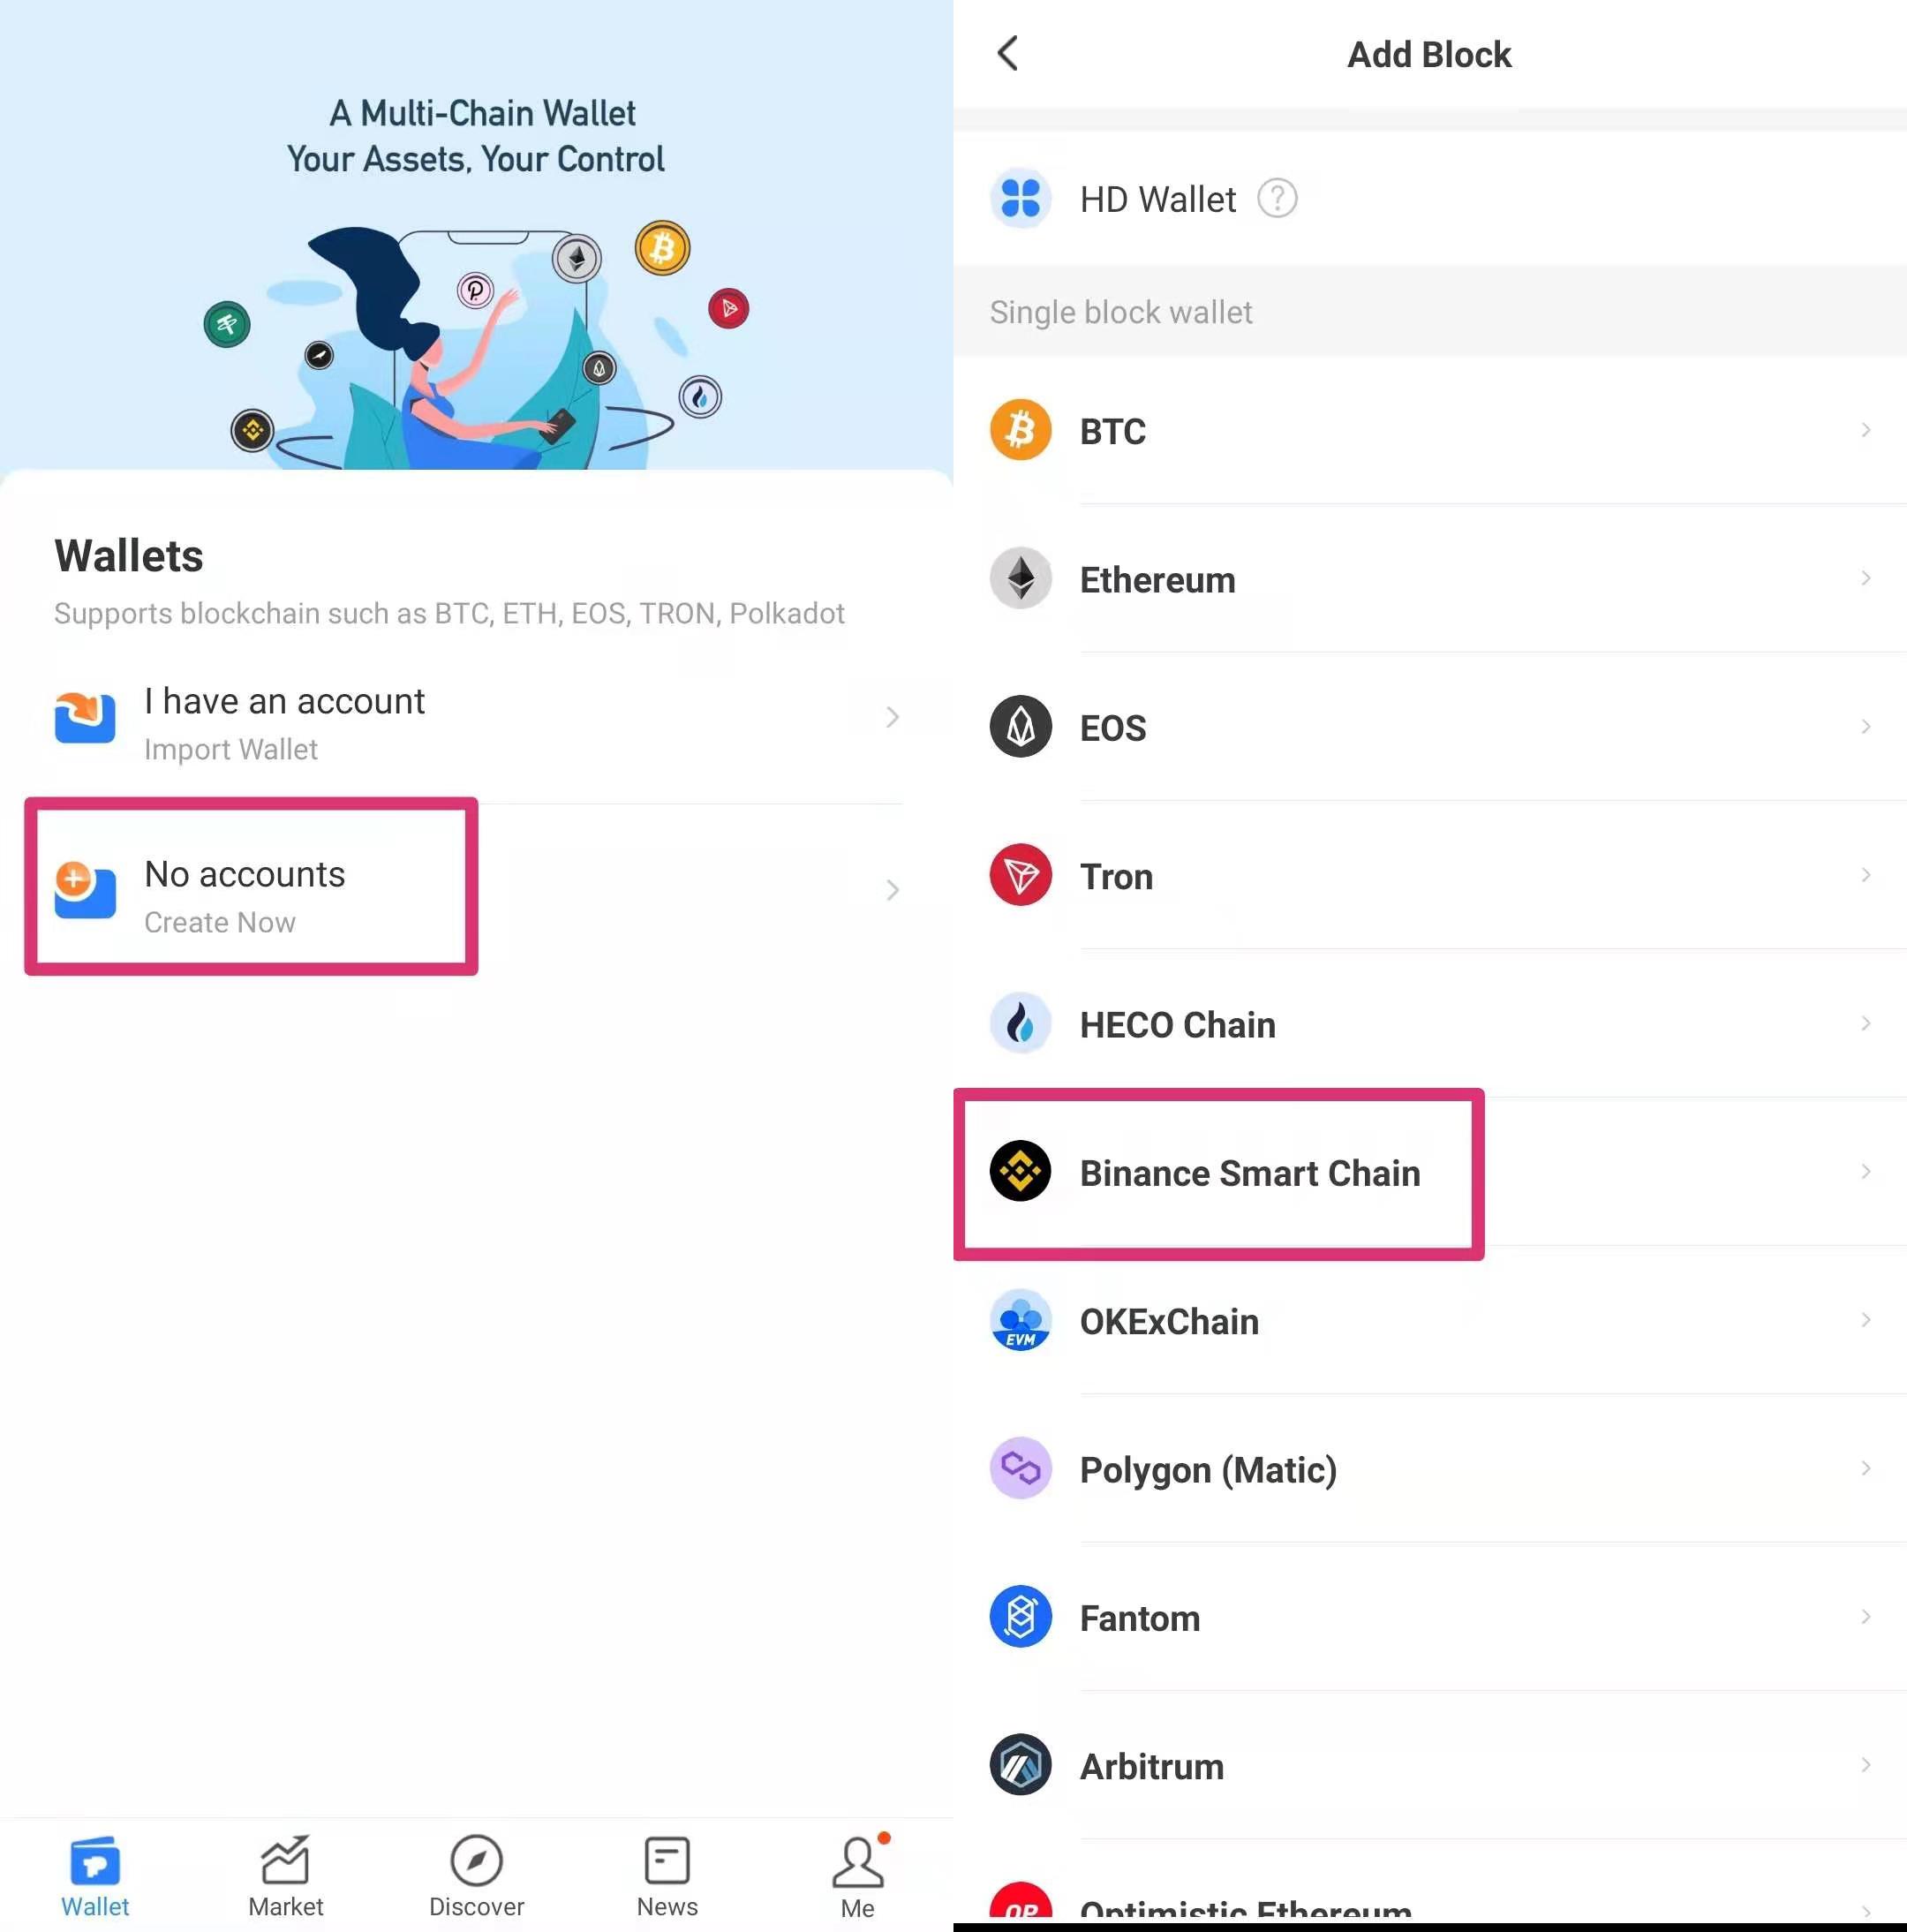 A Multi-Chain Wallet
Your Assets, Your Control
Wallets
Supports blockchain such as BTC, ETH, EOS, TRON, Polkadot
I have an account
Import Wallet
No accounts
Create Now
Wallet
Market
Discover
News
Me
Add Block
HD Wallet ?
Single block wallet
BTC
Ethereum
EOS
Tron
HECO Chain
Binance Smart Chain
EVM
OKExChain
Polygon (Matic)
Fantom
Arbitrum
OP
Optimistic Ethereum